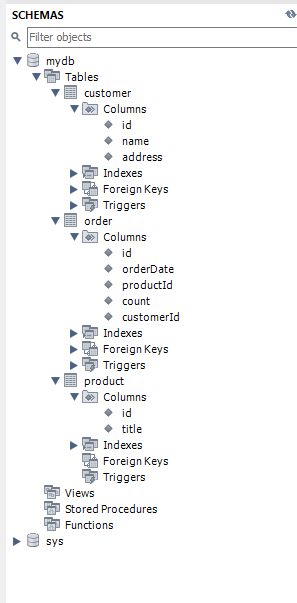 SCHEMAS
Filter objects
mydb
Tables
customer
Columns
id
name
address
Indexes
Foreign Keys
Triggers
order
Columns
id
orderDate
productId
count
customerId
Indexes
Foreign Keys
Triggers
product
Columns
id
title
Indexes
Foreign Keys
Triggers
Views
Stored Procedures
Functions
sys